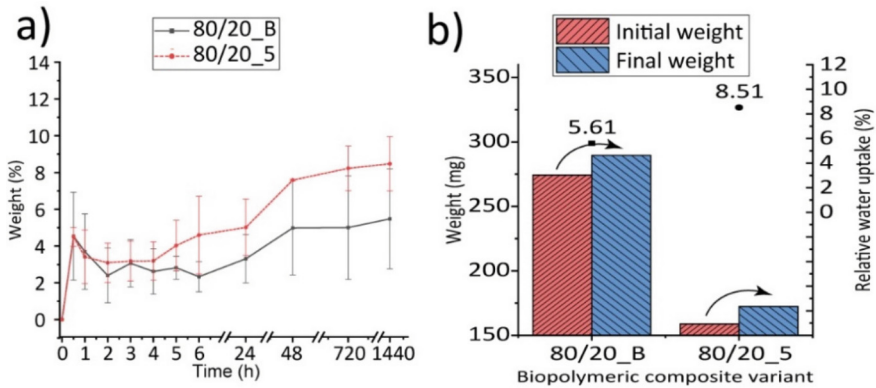 a)
80/20_B
80/20_5
14
12
10
8
6
4
2
0
Weight (%)
0 1 2 3 4 5 6 24 48 720 1440
Time (h)
b)
Initial weight
Final weight
350
300
250
200
150
Weight (mg)
5.61
8.51
12
10
8
6
4
2
0
Relative water uptake (%)
80/20_B 80/20_5
Biopolymeric composite variant